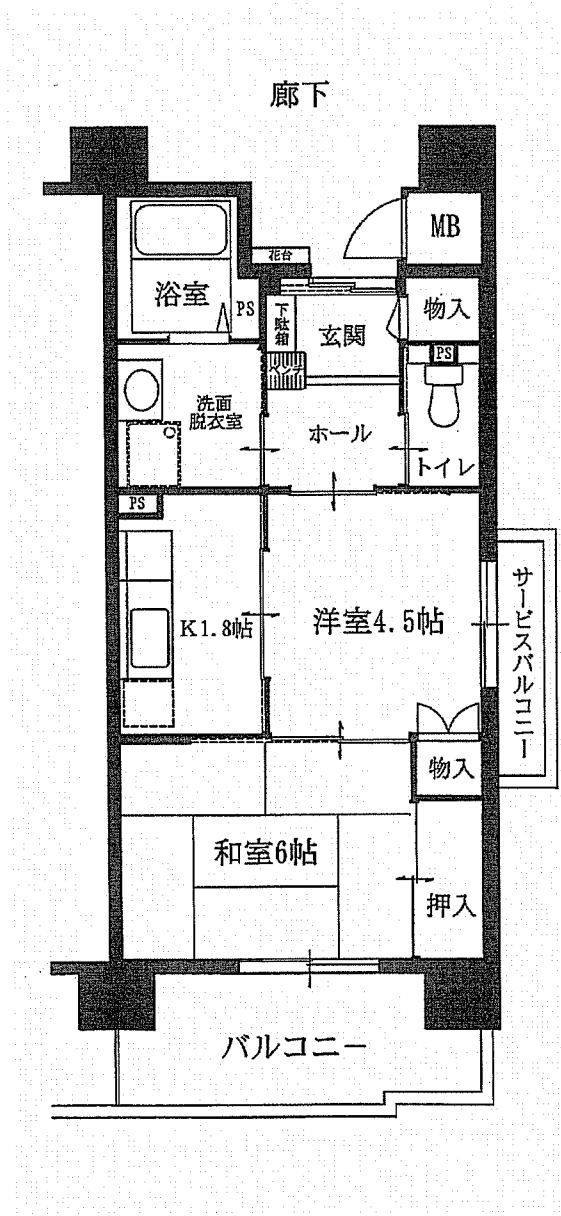 廊下
MB
花台
浴室
PS
下駄箱
玄関
物入
ベンチ
PS
洗面
脱衣室
ホール
トイレ
PS
K1.8帖
洋室4.5帖
サービスバルコニー
物入
和室6帖
押入
バルコニー